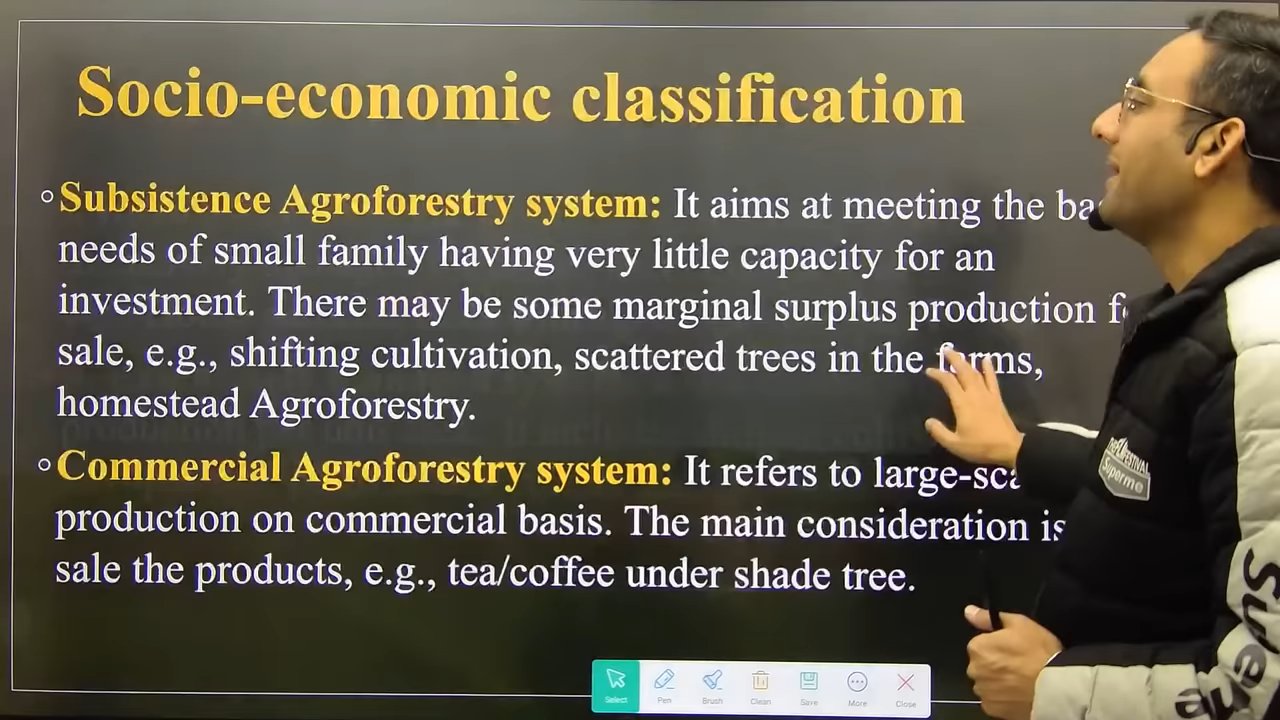 Socio-economic classification
Subsistence Agroforestry system: It aims at meeting the
needs of small family having very little capacity for an
investment. There may be some marginal surplus production
sale, e.g., shifting cultivation, scattered trees in the farms,
homestead Agroforestry.
Commercial Agroforestry system: It refers to
production on commercial basis. The main consideration is
sale the products, e.g., tea/coffee under shade tree.
Superme
Select Pen Brush Clean Save More Close